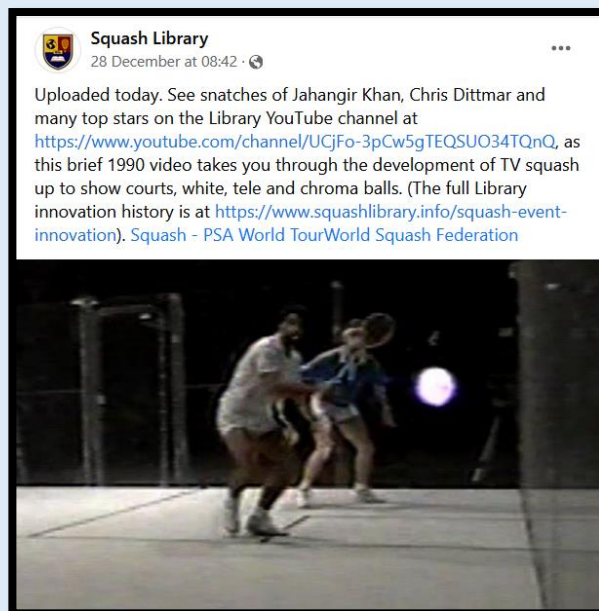 Squash Library
28 December at 08:42 ·
Uploaded today. See snatches of Jahangir Khan, Chris Dittmar and
many top stars on the Library YouTube channel at
https://www.youtube.com/channel/UCjFo-3pCw5gTEQSUO34TQnQ, as
this brief 1990 video takes you through the development of TV squash
up to show courts, white, tele and chroma balls. (The full Library
innovation history is at https://www.squashlibrary.info/squash-event-
innovation). Squash - PSA World TourWorld Squash Federation